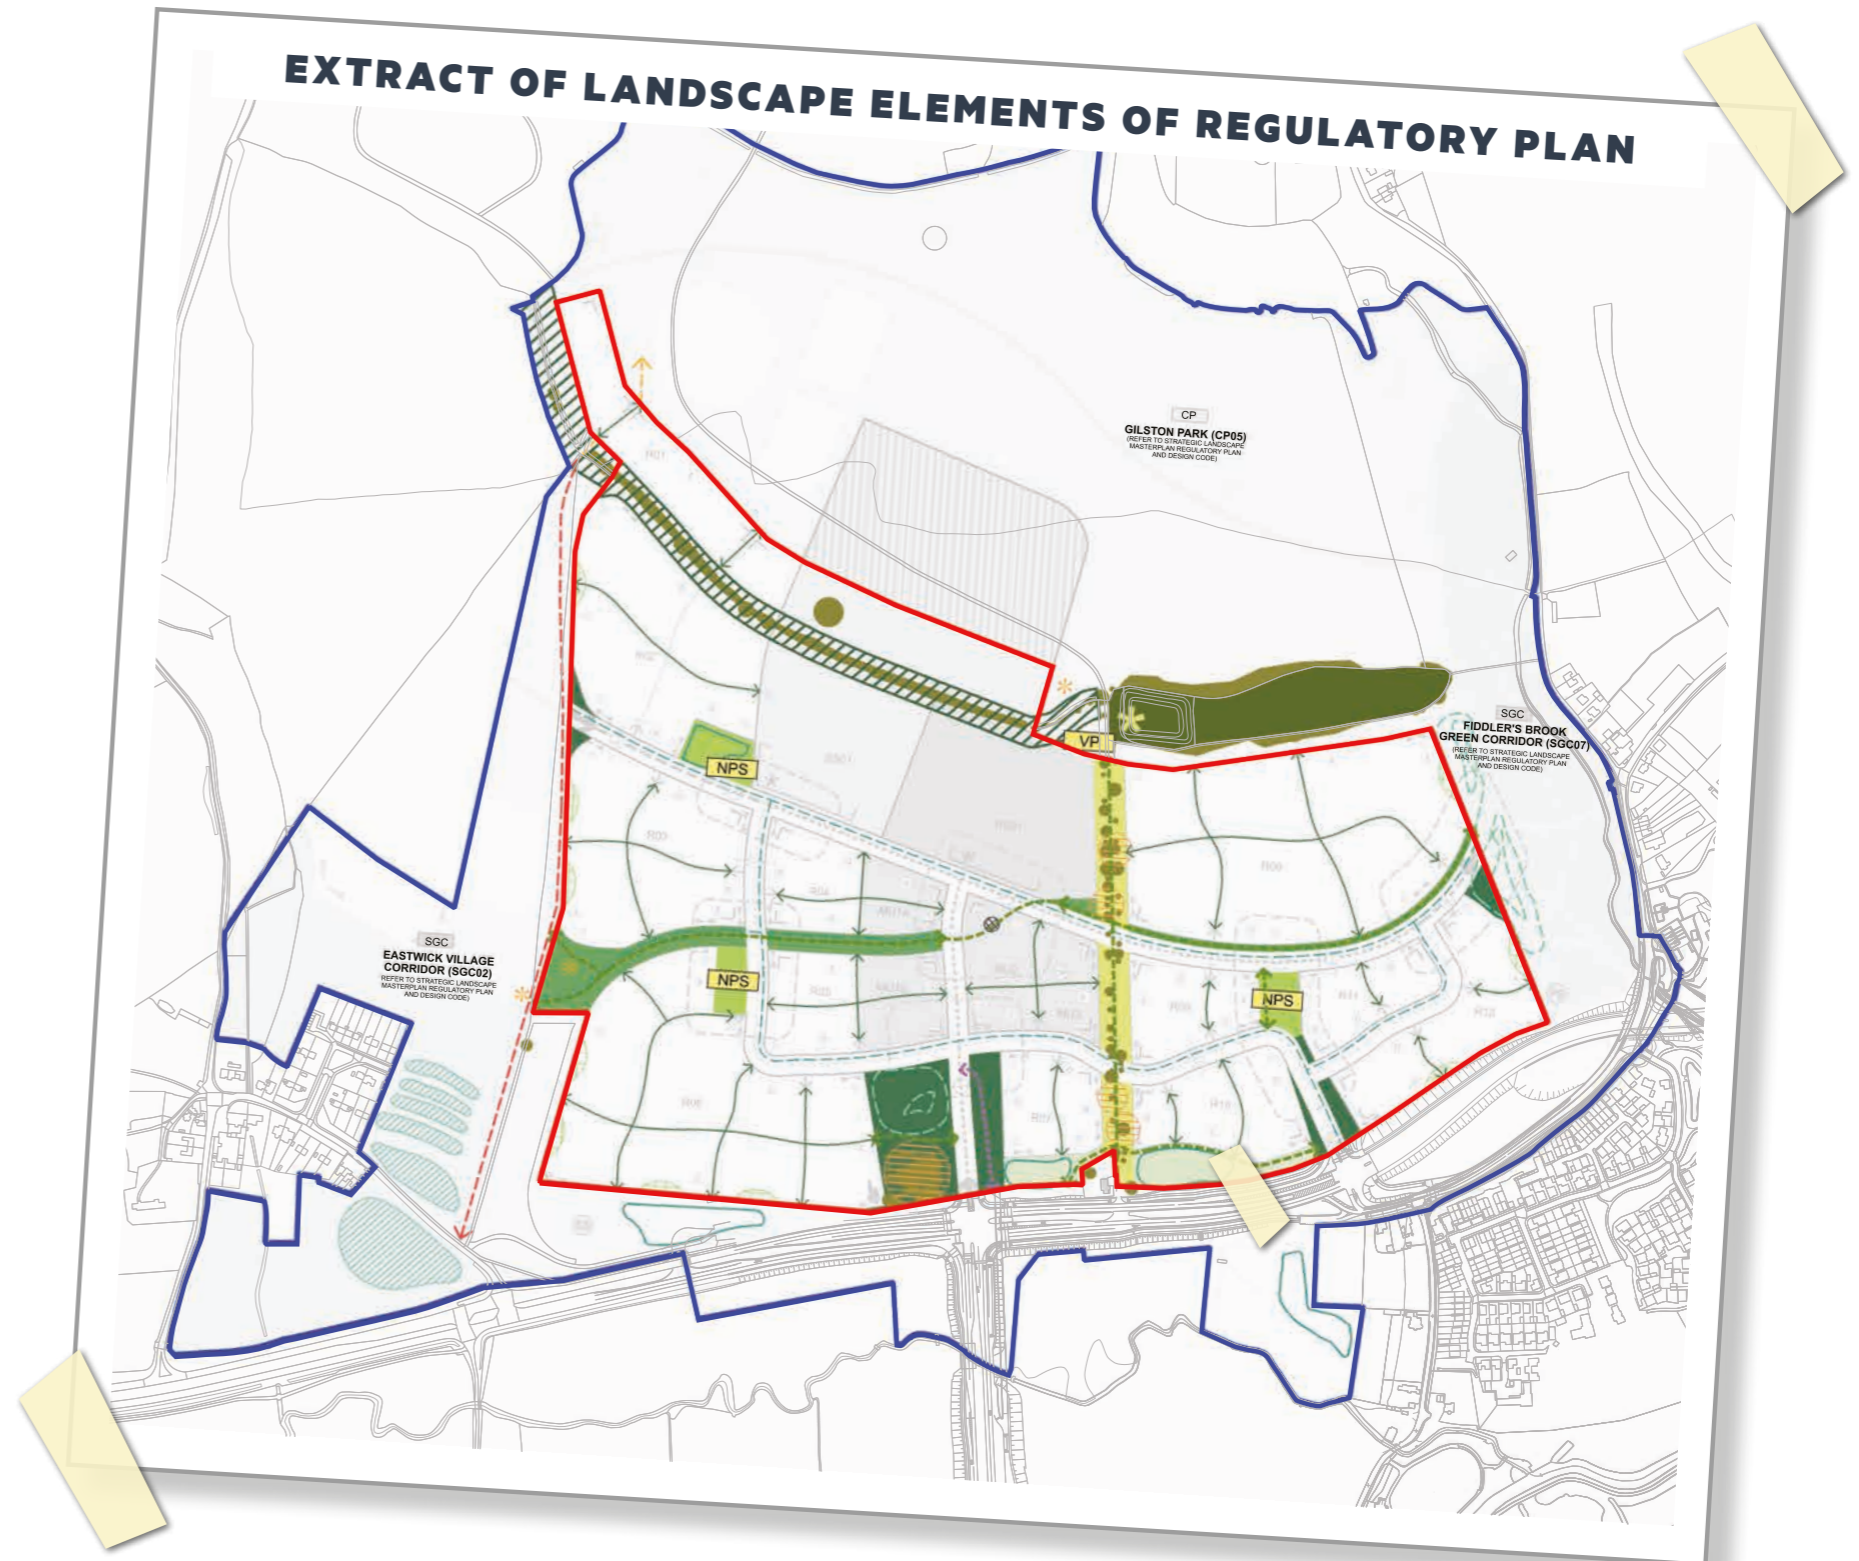 EXTRACT OF LANDSCAPE ELEMENTS OF REGULATORY PLAN
CP
GILSTON PARK (CP05)
(REFER TO STRATEGIC LANDSCAPE
MASTERPLAN REGULATORY PLAN
AND DESIGN CODE)
SGC
FIDDLER'S BROOK
GREEN CORRIDOR (SGC07)
(REFER TO STRATEGIC LANDSCAPE
MASTERPLAN REGULATORY PLAN
AND DESIGN CODE)
VP
NPS
SGC
EASTWICK VILLAGE
CORRIDOR (SGC02)
REFER TO STRATEGIC LANDSCAPE
MASTERPLAN REGULATORY PLAN
AND DESIGN CODE)
NPS
NPS